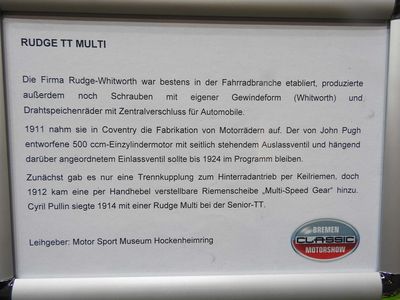 RUDGE TT MULTI
Die Firma Rudge-Whitworth war bestens in der Fahrradbranche etabliert, produzierte
außerdem noch Schrauben mit eigener Gewindeform (Whitworth) und
Drahtspeichenräder mit Zentralverschluss für Automobile.
1911 nahm sie in Coventry die Fabrikation von Motorrädern auf. Der von John Pugh
entworfene 500 ccm-Einzylindermotor mit seitlich stehendem Auslassventil und hängend
darüber angeordnetem Einlassventil sollte bis 1924 im Programm bleiben.
Zunächst gab es nur eine Trennkupplung zum Hinterradantrieb per Keilriemen, doch
1912 kam eine per Handhebel verstellbare Riemenscheibe „Multi-Speed Gear“ hinzu.
Cyril Pullin siegte 1914 mit einer Rudge Multi bei der Senior-TT.
Leihgeber: Motor Sport Museum Hockenheimring
BREMEN
CLASSIC
MOTORSHOW